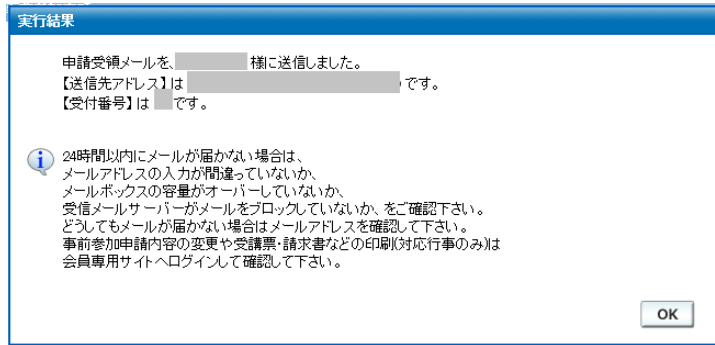 実行結果
申請受領メールを、 様に送信しました。
【送信先アドレス】は です。
【受付番号】は です。
24時間以内にメールが届かない場合は、
メールアドレスの入力が間違っていないか、
メールボックスの容量がオーバーしていないか、
受信メールサーバーがメールをブロックしていないか、をご確認下さい。
どうしてもメールが届かない場合はメールアドレスを確認して下さい。
事前参加申請内容の変更や受講票・請求書などの印刷(対応行事のみ)は
会員専用サイトへログインして確認して下さい。
OK